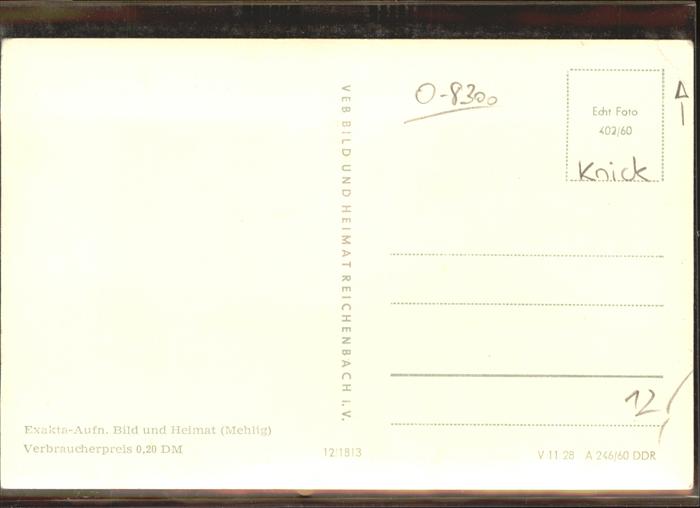 O-8300
Echt Foto
402/60
Knick
VEB BILD UND HEIMAT REICHENBACH I. V.
12/
Exakta-Aufn. Bild und Heimat (Mehlig)
Verbraucherpreis 0,20 DM
12/1813
V 11 28 A 246/60 DDR